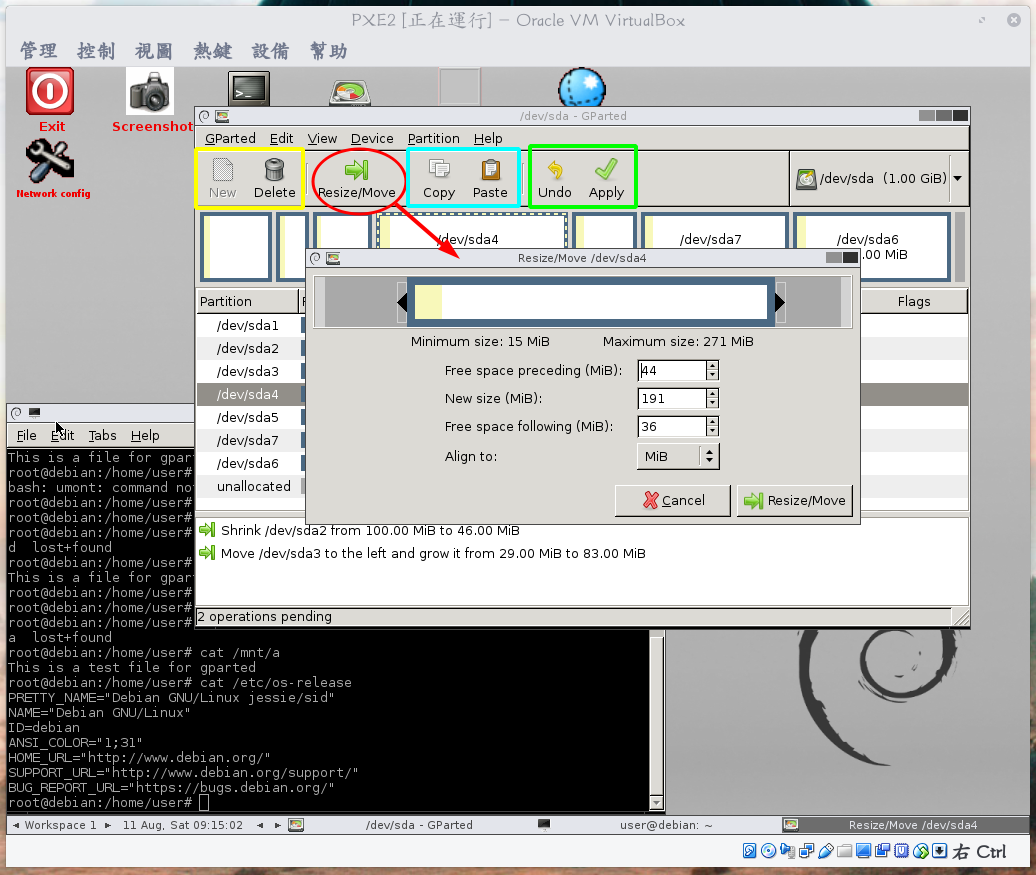 PXE2 [正在運行] – Oracle VM VirtualBox
管理 控制 視圖 熱鍵 設備 幫助
Exit
Screenshot
Network config
/dev/sda - GParted
GParted Edit View Device Partition Help
New Delete Resize/Move Copy Paste Undo Apply /dev/sda (1.00 GiB)
/dev/sda4 /dev/sda7 /dev/sda6
.00 MiB
Resize/Move /dev/sda4
Partition Flags
Minimum size: 15 MiB Maximum size: 271 MiB
Free space preceding (MiB): 44
New size (MiB): 191
Free space following (MiB): 36
Align to: MiB
Cancel Resize/Move
/dev/sda1
/dev/sda2
/dev/sda3
/dev/sda4
/dev/sda5
/dev/sda7
/dev/sda6
unallocated
Shrink /dev/sda2 from 100.00 MiB to 46.00 MiB
Move /dev/sda3 to the left and grow it from 29.00 MiB to 83.00 MiB
2 operations pending
File Edit Tabs Help
This is a file for gpart
root@debian:/home/user#
bash: umont: command no
root@debian:/home/user#
root@debian:/home/user#
root@debian:/home/user#
d lost+found
root@debian:/home/user#
This is a file for gpar
root@debian:/home/user#
root@debian:/home/user#
root@debian:/home/user#
a lost+found
root@debian:/home/user# cat /mnt/a
This is a test file for gparted
root@debian:/home/user# cat /etc/os-release
PRETTY_NAME="Debian GNU/Linux jessie/sid"
NAME="Debian GNU/Linux"
ID=debian
ANSI_COLOR="1;31"
HOME_URL="http://www.debian.org/"
SUPPORT_URL="http://www.debian.org/support/"
BUG_REPORT_URL="https://bugs.debian.org/"
root@debian:/home/user#
Workspace 1 11 Aug, Sat 09:15:02 /dev/sda - GParted user@debian: ~ Resize/Move /dev/sda4
右 Ctrl